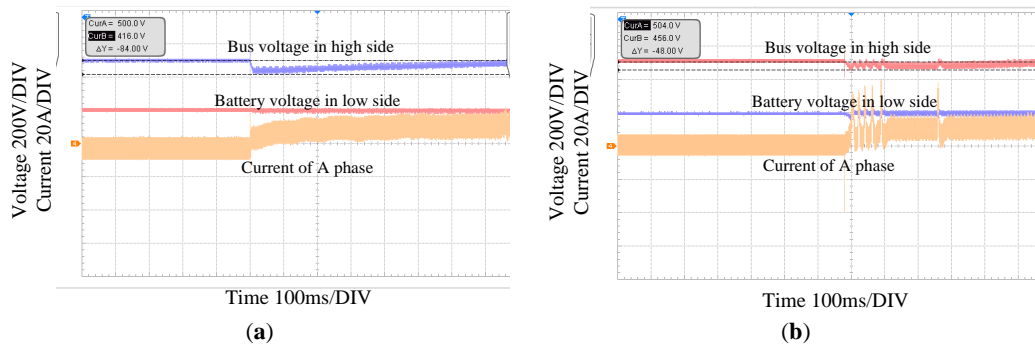 CurA = 500.0 V
CurB = 416.0 V
ΔY = -84.00 V
Bus voltage in high side
Battery voltage in low side
Current of A phase
Voltage 200V/DIV
Current 20A/DIV
Time 100ms/DIV
(a)
CurA = 504.0 V
CurB = 456.0 V
ΔY = -48.00 V
Bus voltage in high side
Battery voltage in low side
Current of A phase
Voltage 200V/DIV
Current 20A/DIV
Time 100ms/DIV
(b)